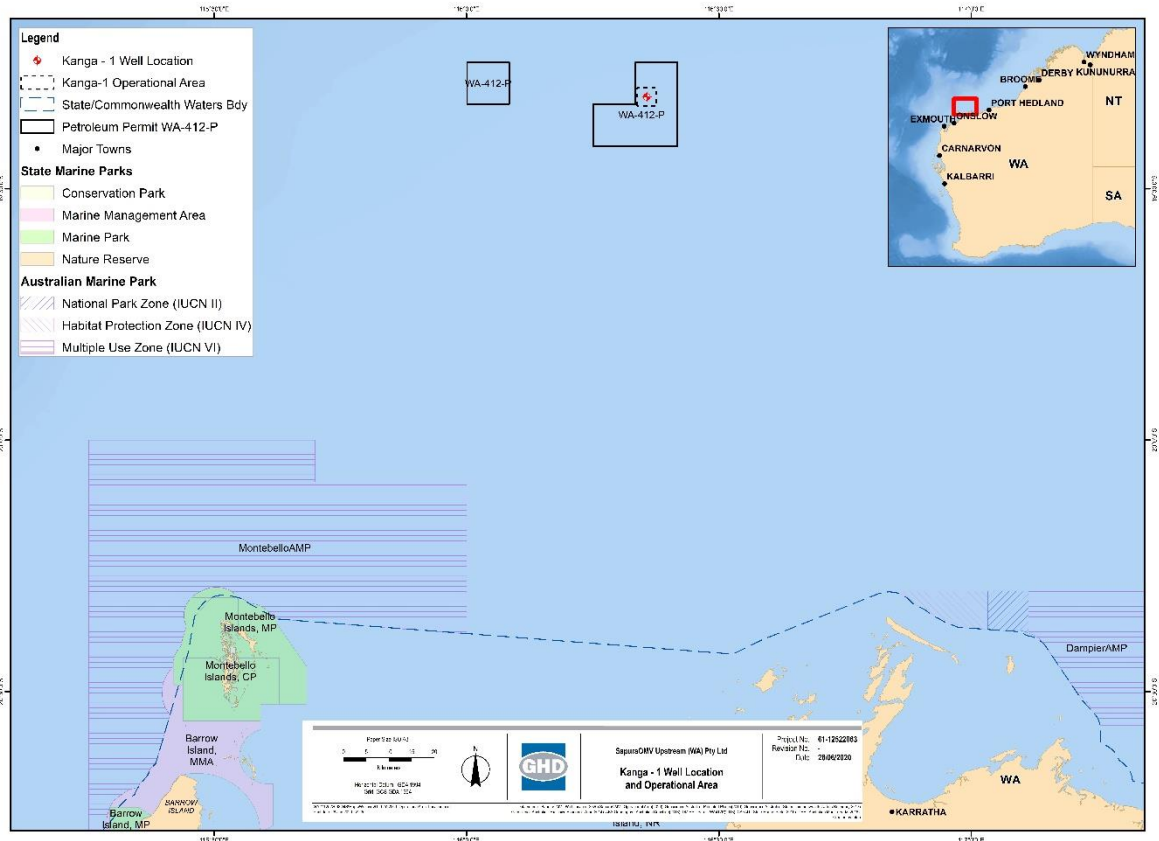 Legend
Kanga - 1 Well Location
Kanga-1 Operational Area
State/Commonwealth Waters Bdy
Petroleum Permit WA-412-P
Major Towns
State Marine Parks
Conservation Park
Marine Management Area
Marine Park
Nature Reserve
Australian Marine Park
National Park Zone (IUCN II)
Habitat Protection Zone (IUCN IV)
Multiple Use Zone (IUCN VI)
WA-412-P
WA-412-P
WYNDHAM
DERBY KUNUNURRA
BROOME
NT
PORT HEDLAND
ONSLOW
EXMOUTH
CARNARVON
WA
KALBARRI
SA
MontebelloAMP
Montebello
Islands, MP
Montebello
Islands, CP
Barrow
Island,
MMA
BARROW
ISLAND
Barrow
Island, MP
DampierAMP
WA
KARRATHA
Island, NR
N
GHD
SapuraOMV Upstream (WA) Pty Ltd
Kanga - 1 Well Location
and Operational Area
Project No.
Revision No. -
Date 26/06/2020